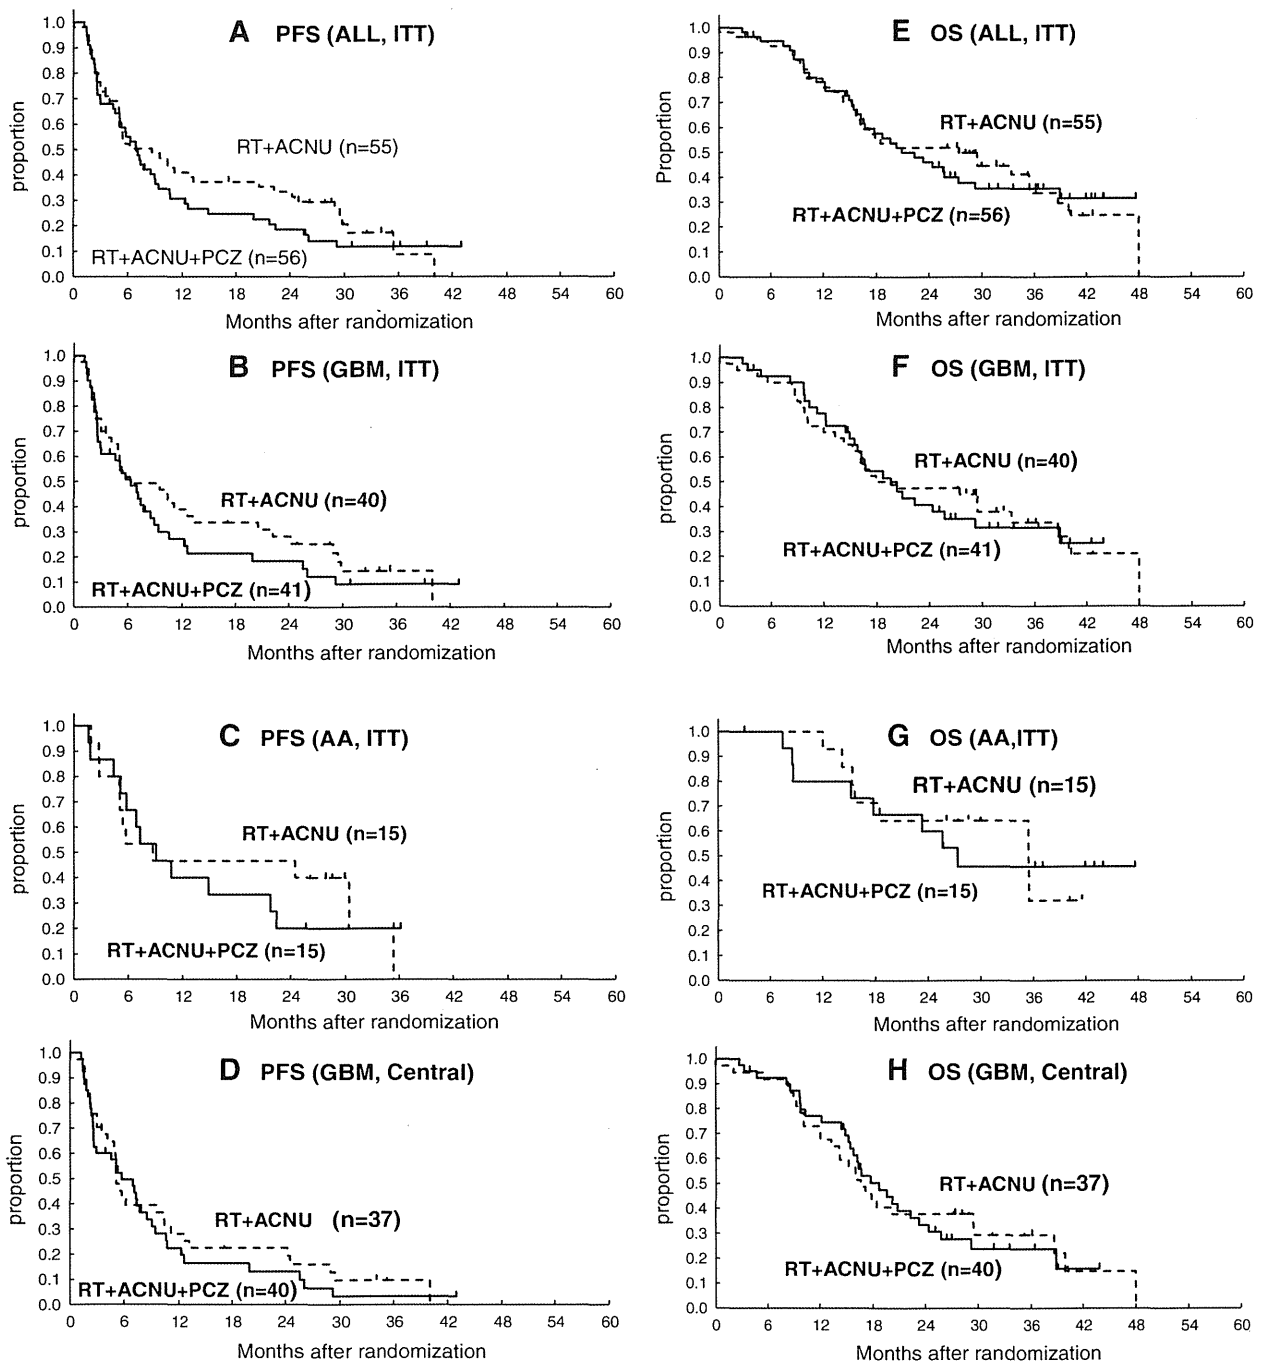 A PFS (ALL, ITT)
1.0
0.9
0.8
0.7
0.6
0.5
0.4
0.3
0.2
0.1
0.0
proportion
RT+ACNU (n=55)
RT+ACNU+PCZ (n=56)
0 6 12 18 24 30 36 42 48 54 60
Months after randomization
E OS (ALL, ITT)
1.0
0.9
0.8
0.7
0.6
0.5
0.4
0.3
0.2
0.1
0.0
Proportion
RT+ACNU (n=55)
RT+ACNU+PCZ (n=56)
0 6 12 18 24 30 36 42 48 54 60
Months after randomization
B PFS (GBM, ITT)
1.0
0.9
0.8
0.7
0.6
0.5
0.4
0.3
0.2
0.1
0.0
proportion
RT+ACNU (n=40)
RT+ACNU+PCZ (n=41)
0 6 12 18 24 30 36 42 48 54 60
Months after randomization
F OS (GBM, ITT)
1.0
0.9
0.8
0.7
0.6
0.5
0.4
0.3
0.2
0.1
0.0
proportion
RT+ACNU (n=40)
RT+ACNU+PCZ (n=41)
0 6 12 18 24 30 36 42 48 54 60
Months after randomization
C PFS (AA, ITT)
1.0
0.9
0.8
0.7
0.6
0.5
0.4
0.3
0.2
0.1
0.0
proportion
RT+ACNU (n=15)
RT+ACNU+PCZ (n=15)
0 6 12 18 24 30 36 42 48 54 60
Months after randomization
G OS (AA,ITT)
1.0
0.9
0.8
0.7
0.6
0.5
0.4
0.3
0.2
0.1
0.0
proportion
RT+ACNU (n=15)
RT+ACNU+PCZ (n=15)
0 6 12 18 24 30 36 42 48 54 60
Months after randomization
D PFS (GBM, Central)
1.0
0.9
0.8
0.7
0.6
0.5
0.4
0.3
0.2
0.1
0.0
proportion
RT+ACNU (n=37)
RT+ACNU+PCZ (n=40)
0 6 12 18 24 30 36 42 48 54 60
Months after randomization
H OS (GBM, Central)
1.0
0.9
0.8
0.7
0.6
0.5
0.4
0.3
0.2
0.1
0.0
proportion
RT+ACNU (n=37)
RT+ACNU+PCZ (n=40)
0 6 12 18 24 30 36 42 48 54 60
Months after randomization